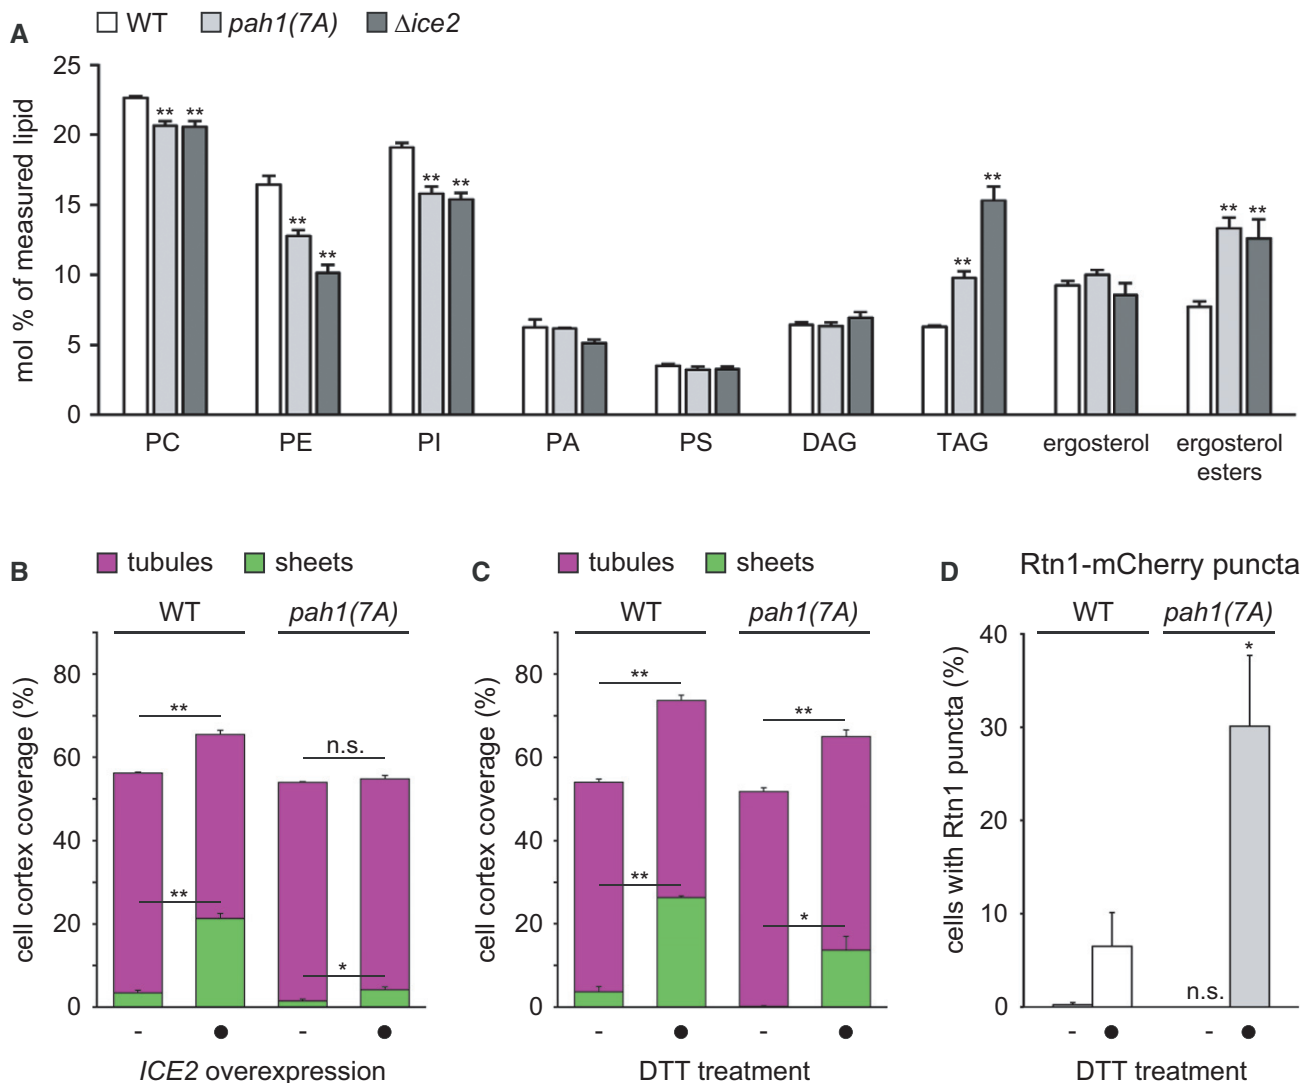 A
WT pah1(7A) Δice2
mol % of measured lipid
25
20
15
10
5
0
** **
** **
** **
** **
** **
PC PE PI PA PS DAG TAG ergosterol ergosterol esters
B
tubules sheets
WT pah1(7A)
cell cortex coverage (%)
80
60
40
20
0
**
n.s.
**
*
- ●
- ●
ICE2 overexpression
C
tubules sheets
WT pah1(7A)
cell cortex coverage (%)
80
60
40
20
0
**
**
**
*
- ●
- ●
DTT treatment
D
Rtn1-mCherry puncta
WT pah1(7A)
cells with Rtn1 puncta (%)
40
30
20
10
0
*
n.s.
- ●
- ●
DTT treatment